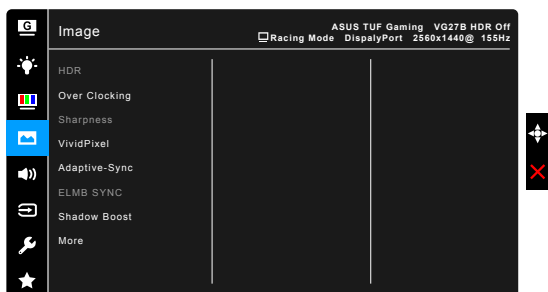 G
Image
ASUS TUF Gaming VG27B HDR Off
Racing Mode DispalyPort 2560x1440@ 155Hz
HDR
Over Clocking
Sharpness
VividPixel
Adaptive-Sync
ELMB SYNC
Shadow Boost
More